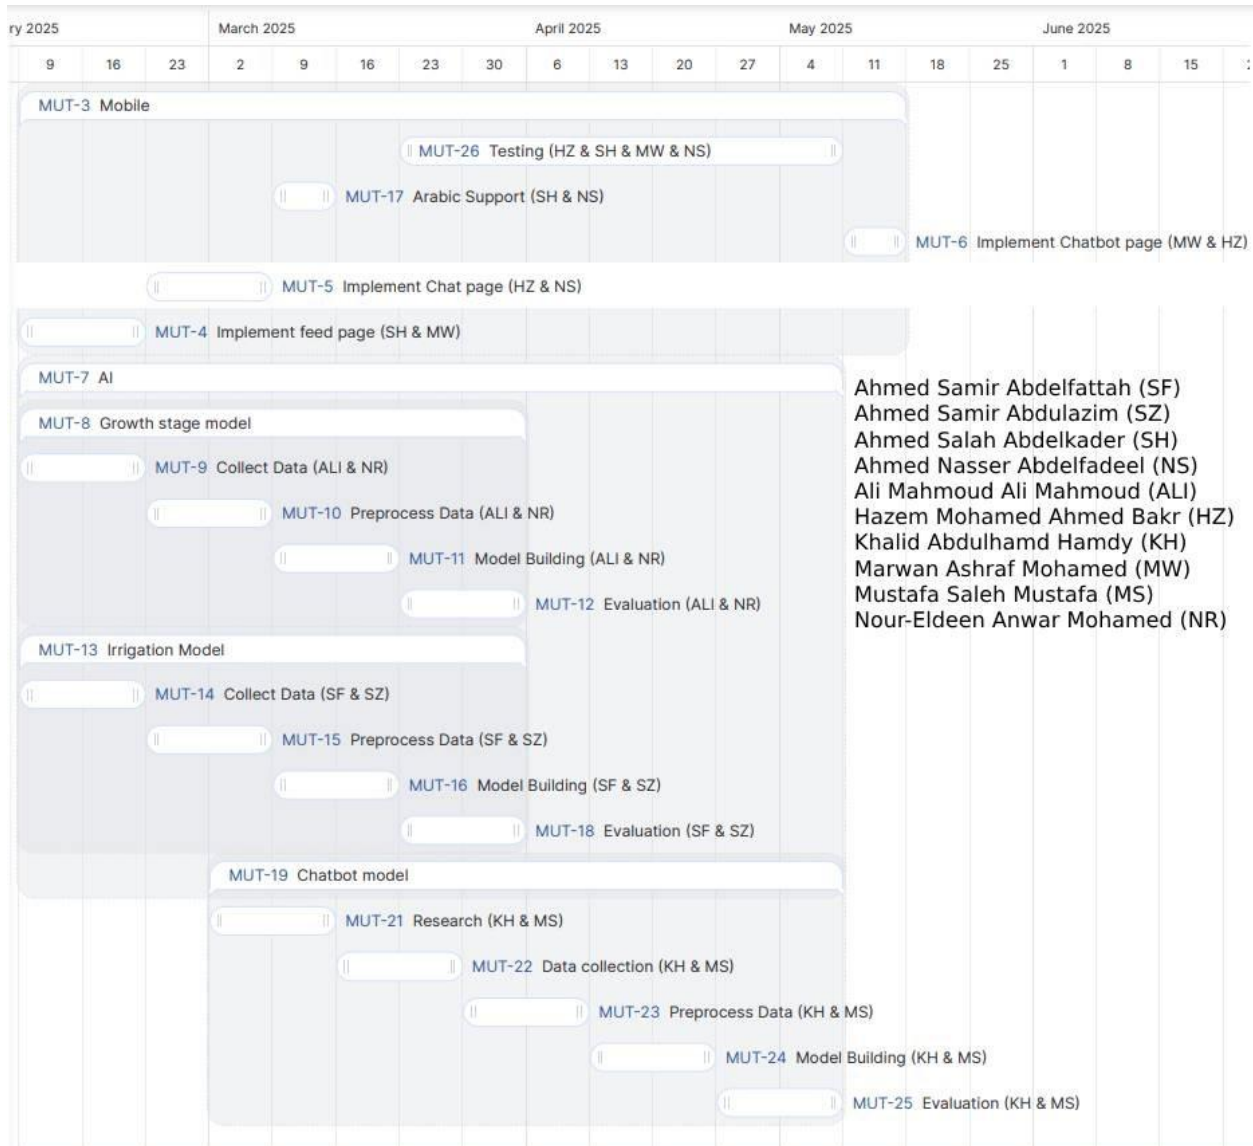 ry 2025 March 2025 April 2025 May 2025 June 2025
9 16 23 2 9 16 23 30 6 13 20 27 4 11 18 25 1 8 15
MUT-3 Mobile
MUT-26 Testing (HZ & SH & MW & NS)
MUT-17 Arabic Support (SH & NS)
MUT-6 Implement Chatbot page (MW & HZ)
MUT-5 Implement Chat page (HZ & NS)
MUT-4 Implement feed page (SH & MW)
MUT-7 AI
MUT-8 Growth stage model
MUT-9 Collect Data (ALI & NR)
MUT-10 Preprocess Data (ALI & NR)
MUT-11 Model Building (ALI & NR)
MUT-12 Evaluation (ALI & NR)
MUT-13 Irrigation Model
MUT-14 Collect Data (SF & SZ)
MUT-15 Preprocess Data (SF & SZ)
MUT-16 Model Building (SF & SZ)
MUT-18 Evaluation (SF & SZ)
MUT-19 Chatbot model
MUT-21 Research (KH & MS)
MUT-22 Data collection (KH & MS)
MUT-23 Preprocess Data (KH & MS)
MUT-24 Model Building (KH & MS)
MUT-25 Evaluation (KH & MS)
Ahmed Samir Abdelfattah (SF)
Ahmed Samir Abdulazim (SZ)
Ahmed Salah Abdelkader (SH)
Ahmed Nasser Abdelfadeel (NS)
Ali Mahmoud Ali Mahmoud (ALI)
Hazem Mohamed Ahmed Bakr (HZ)
Khalid Abdulhamd Hamdy (KH)
Marwan Ashraf Mohamed (MW)
Mustafa Saleh Mustafa (MS)
Nour-Eldeen Anwar Mohamed (NR)